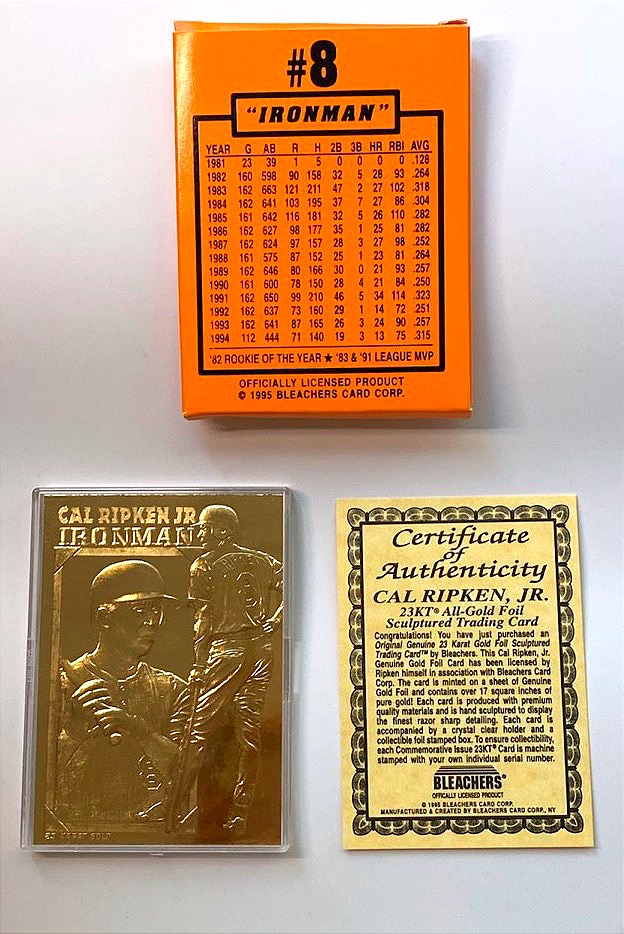 #8
"IRONMAN"
YEAR G AB R H 2B 3B HR RBI AVG
1981 23 39 1 5 0 0 0 0 .128
1982 160 598 90 158 32 5 28 93 .264
1983 162 663 121 211 47 2 27 102 .318
1984 162 641 103 195 37 7 27 86 .304
1985 161 642 116 181 32 5 26 110 .282
1986 162 627 98 177 35 1 25 81 .282
1987 162 624 97 157 28 3 27 98 .252
1988 161 575 87 152 25 1 23 81 .264
1989 162 646 80 166 30 0 21 93 .257
1990 161 600 78 150 28 4 21 84 .250
1991 162 650 99 210 46 5 34 114 .323
1992 162 637 73 160 29 1 14 72 .251
1993 162 641 87 165 26 3 24 90 .257
1994 112 444 71 140 19 3 13 75 .315
'82 ROOKIE OF THE YEAR ★ '83 & '91 LEAGUE MVP
OFFICIALLY LICENSED PRODUCT
© 1995 BLEACHERS CARD CORP.
CAL RIPKEN JR
IRONMAN
RIPKEN
8
23 KARAT GOLD
Certificate
of
Authenticity
CAL RIPKEN, JR.
23KT® All-Gold Foil
Sculptured Trading Card
Congratulations! You have just purchased an
Original Genuine 23 Karat Gold Foil Sculptured
Trading Card™ by Bleachers. This Cal Ripken, Jr.
Genuine Gold Foil Card has been licensed by
Ripken himself in association with Bleachers Card
Corp. The card is minted on a sheet of Genuine
Gold Foil and contains over 17 square inches of
pure gold! Each card is produced with premium
quality materials and is hand sculptured to display
the finest razor sharp detailing. Each card is
accompanied by a crystal clear holder and a
collectible foil stamped box. To ensure collectibility,
each Commemorative Issue 23KT® Card is machine
stamped with your own individual serial number.
BLEACHERS®
OFFICIALLY LICENSED PRODUCT
© 1995 BLEACHERS CARD CORP.
MANUFACTURED & CREATED BY BLEACHERS CARD CORP., NY